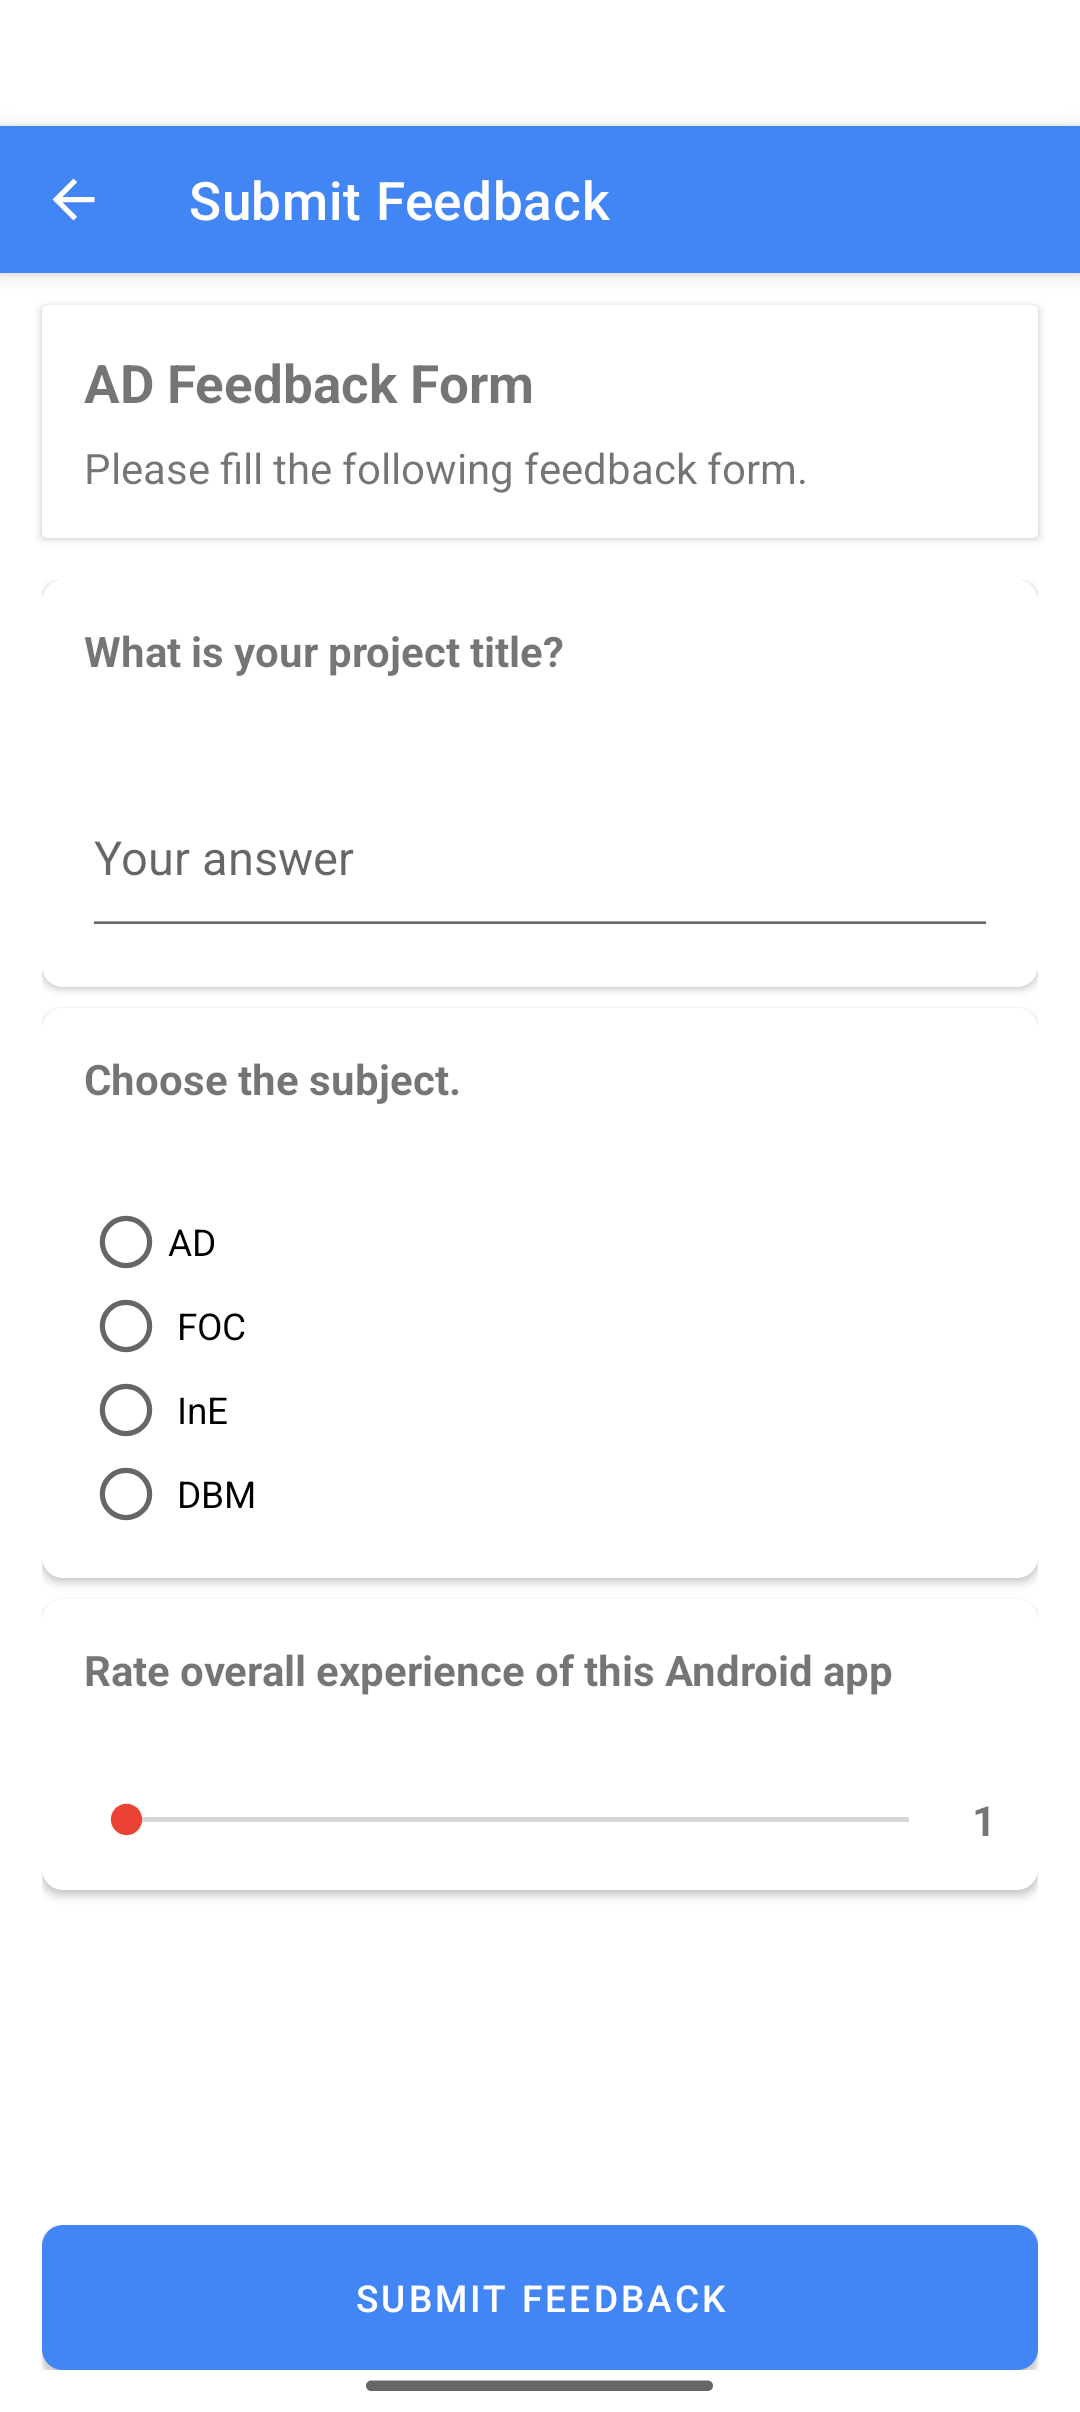 Submit Feedback
AD Feedback Form
Please fill the following feedback form.
What is your project title?
Your answer
Choose the subject.
AD
FOC
InE
DBM
Rate overall experience of this Android app
1
SUBMIT FEEDBACK